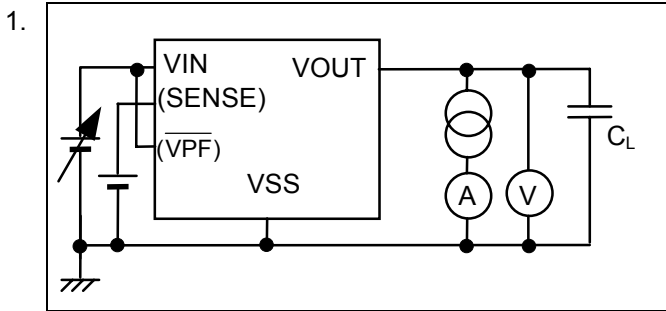 1.
VIN VOUT
(SENSE)
(VPF)
VSS
A V CL